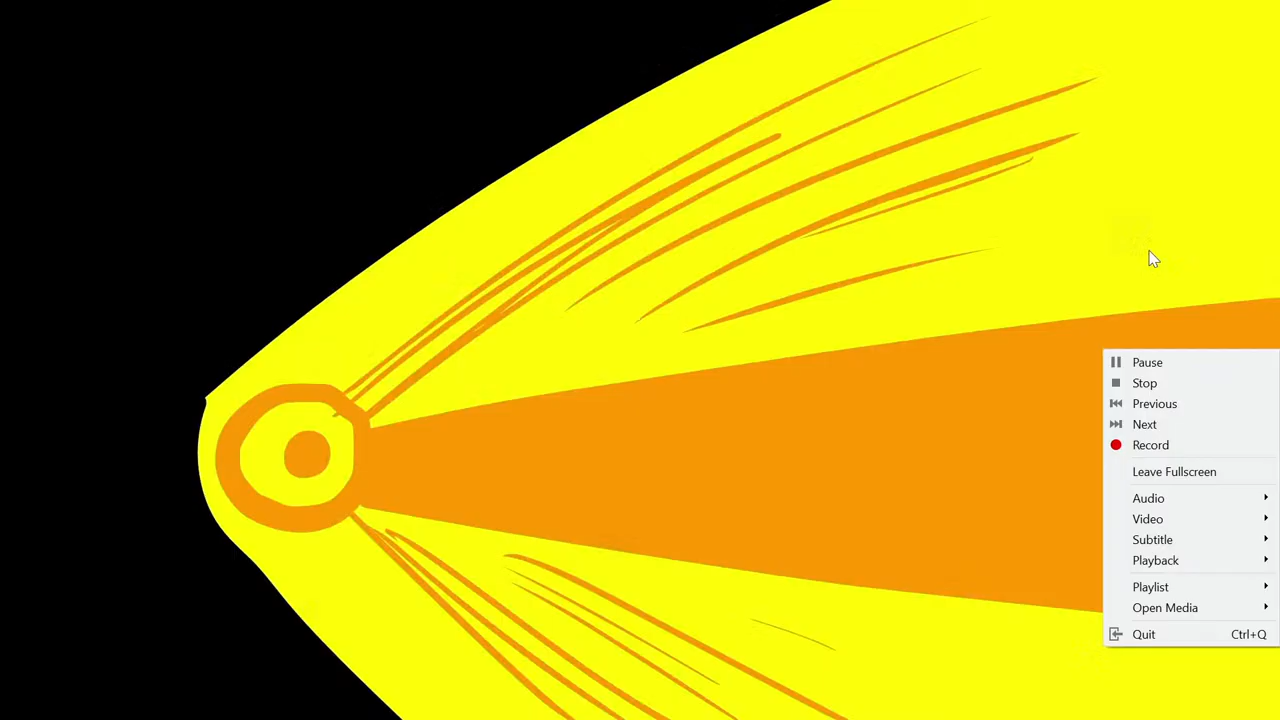 Pause
Stop
Previous
Next
Record
Leave Fullscreen
Audio
Video
Subtitle
Playback
Playlist
Open Media
Quit Ctrl+Q